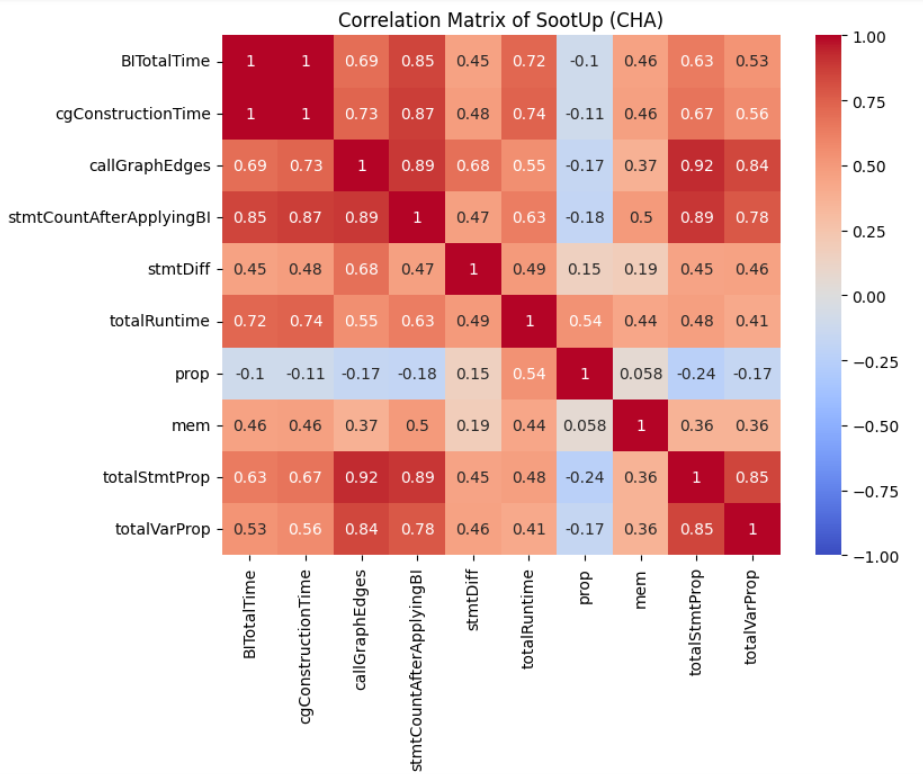 Correlation Matrix of SootUp (CHA)
BITotalTime 1 1 0.69 0.85 0.45 0.72 -0.1 0.46 0.63 0.53
cgConstructionTime 1 1 0.73 0.87 0.48 0.74 -0.11 0.46 0.67 0.56
callGraphEdges 0.69 0.73 1 0.89 0.68 0.55 -0.17 0.37 0.92 0.84
stmtCountAfterApplyingBI 0.85 0.87 0.89 1 0.47 0.63 -0.18 0.5 0.89 0.78
stmtDiff 0.45 0.48 0.68 0.47 1 0.49 0.15 0.19 0.45 0.46
totalRuntime 0.72 0.74 0.55 0.63 0.49 1 0.54 0.44 0.48 0.41
prop -0.1 -0.11 -0.17 -0.18 0.15 0.54 1 0.058 -0.24 -0.17
mem 0.46 0.46 0.37 0.5 0.19 0.44 0.058 1 0.36 0.36
totalStmtProp 0.63 0.67 0.92 0.89 0.45 0.48 -0.24 0.36 1 0.85
totalVarProp 0.53 0.56 0.84 0.78 0.46 0.41 -0.17 0.36 0.85 1
BITotalTime
cgConstructionTime
callGraphEdges
stmtCountAfterApplyingBI
stmtDiff
totalRuntime
prop
mem
totalStmtProp
totalVarProp
1.00
0.75
0.50
0.25
0.00
−0.25
−0.50
−0.75
−1.00